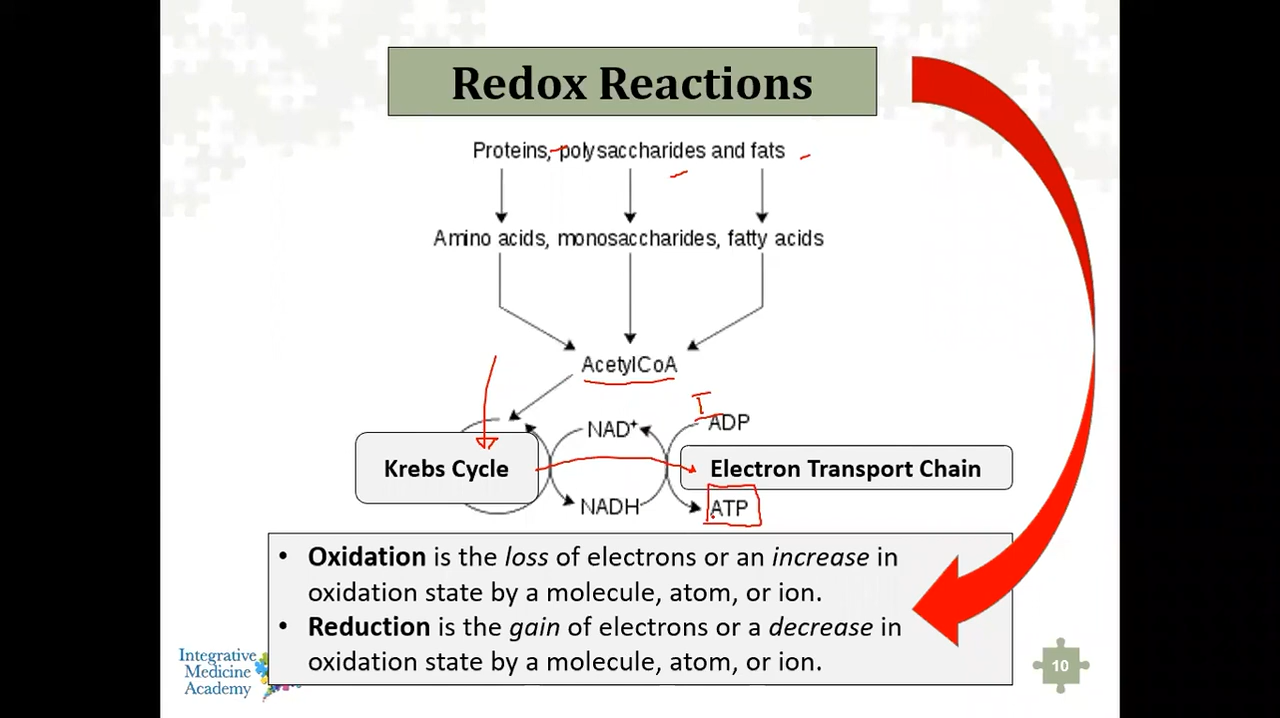 Redox Reactions
Proteins, polysaccharides and fats
Amino acids, monosaccharides, fatty acids
AcetylCoA
I
NAD⁺
ADP
Krebs Cycle
Electron Transport Chain
NADH
ATP
• Oxidation is the loss of electrons or an increase in
oxidation state by a molecule, atom, or ion.
• Reduction is the gain of electrons or a decrease in
oxidation state by a molecule, atom, or ion.
Integrative
Medicine
Academy
10